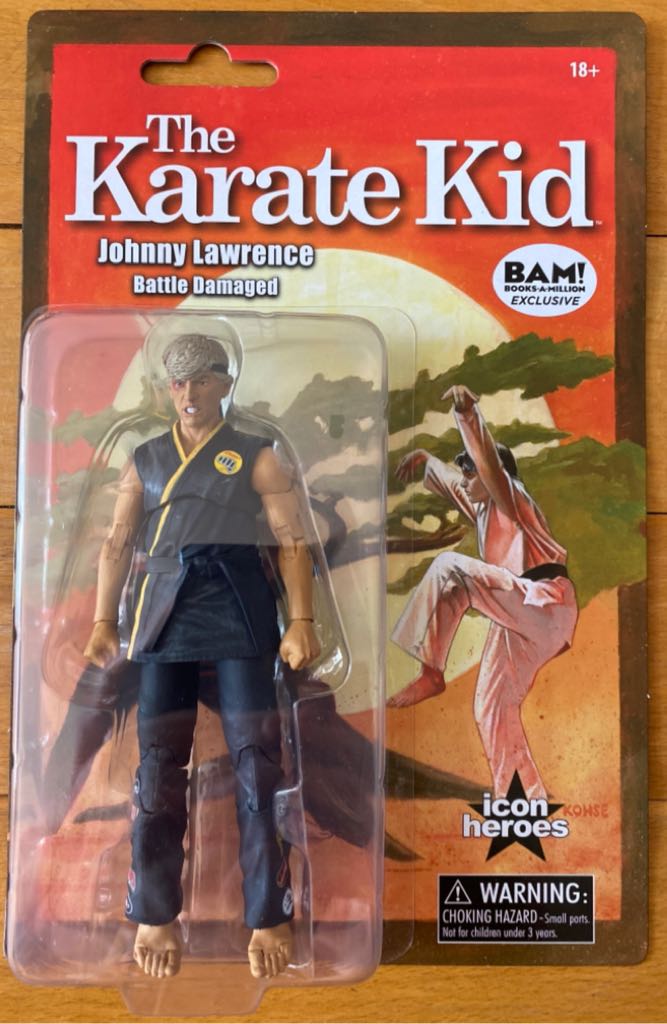 18+
The
Karate Kid
Johnny Lawrence
Battle Damaged
BAM!
BOOKS-A-MILLION
EXCLUSIVE
icon
heroes
KOHSE
WARNING:
CHOKING HAZARD - Small parts.
Not for children under 3 years.